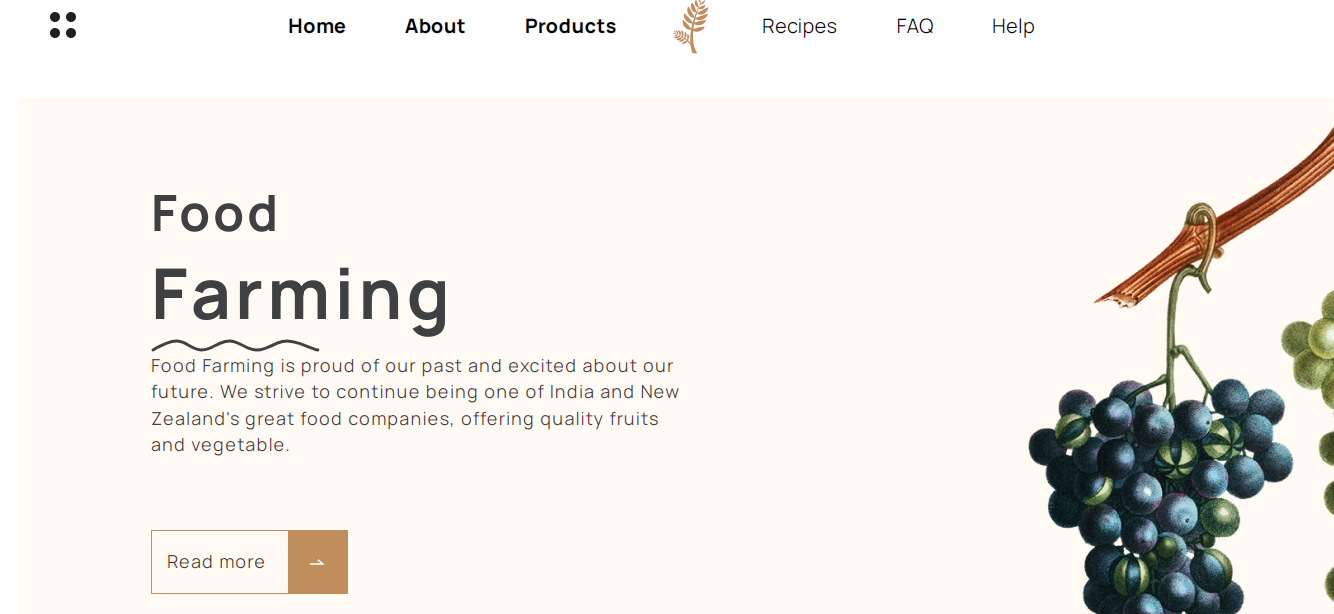 Home About Products Recipes FAQ Help
Food
Farming
Food Farming is proud of our past and excited about our
future. We strive to continue being one of India and New
Zealand's great food companies, offering quality fruits
and vegetable.
Read more